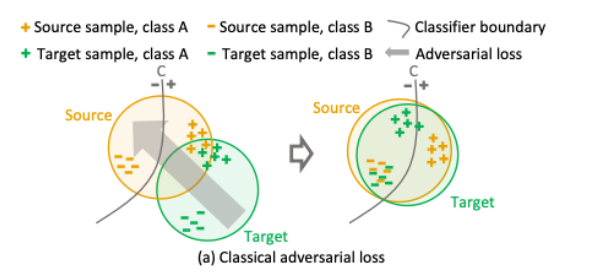 + Source sample, class A - Source sample, class B Classifier boundary
+ Target sample, class A - Target sample, class B Adversarial loss
C
- +
Source
Target
C
- +
Source
Target
(a) Classical adversarial loss